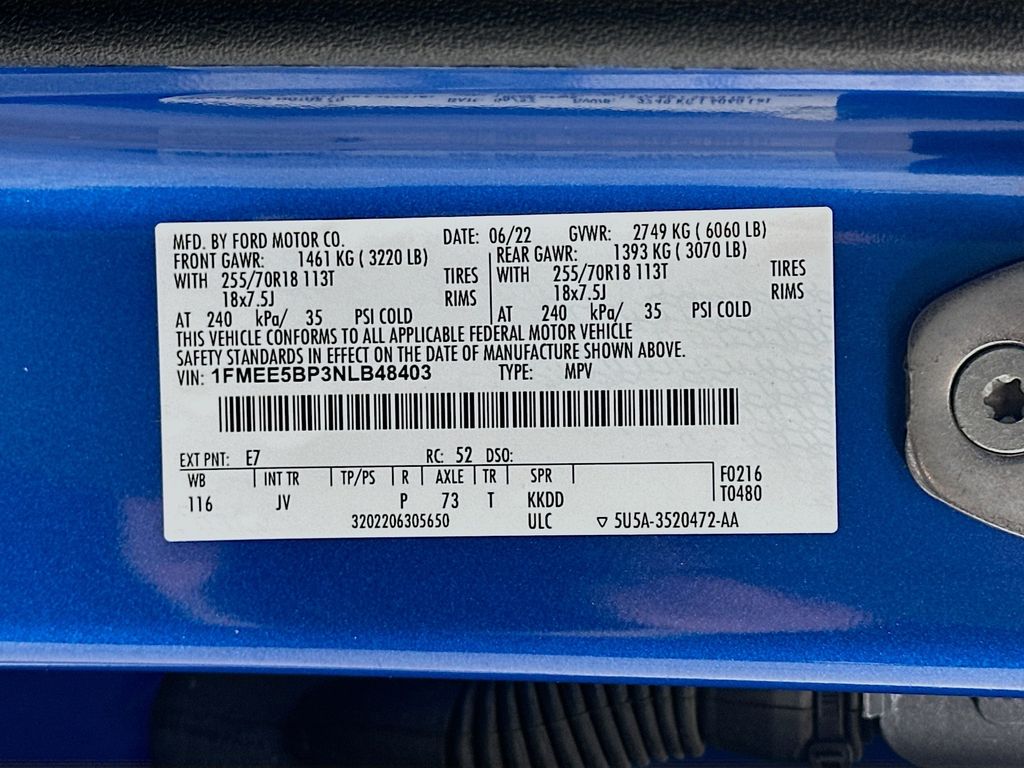 MFD. BY FORD MOTOR CO. DATE: 06/22 GVWR: 2749 KG ( 6060 LB)
FRONT GAWR: 1461 KG ( 3220 LB) REAR GAWR: 1393 KG ( 3070 LB)
WITH 255/70R18 113T TIRES WITH 255/70R18 113T TIRES
18x7.5J RIMS 18x7.5J RIMS
AT 240 kPa/ 35 PSI COLD AT 240 kPa/ 35 PSI COLD
THIS VEHICLE CONFORMS TO ALL APPLICABLE FEDERAL MOTOR VEHICLE
SAFETY STANDARDS IN EFFECT ON THE DATE OF MANUFACTURE SHOWN ABOVE.
VIN: 1FMEE5BP3NLB48403 TYPE: MPV
EXT PNT: E7 RC: 52 DSO:
WB INT TR TP/PS R AXLE TR SPR F0216
116 JV P 73 T KKDD T0480
3202206305650 ULC ▽ 5U5A-3520472-AA